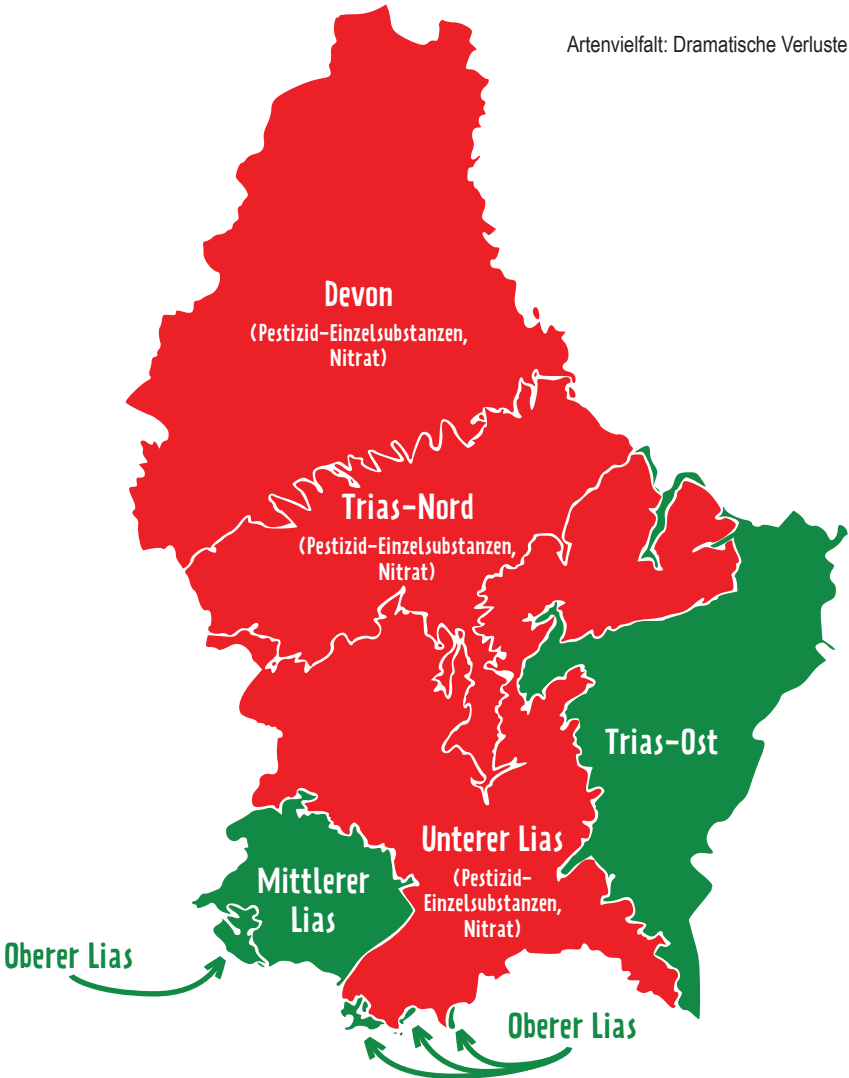 Artenvielfalt: Dramatische Verluste
Devon
(Pestizid-Einzelsubstanzen,
Nitrat)
Trias-Nord
(Pestizid-Einzelsubstanzen,
Nitrat)
Trias-Ost
Unterer Lias
(Pestizid-
Einzelsubstanzen,
Nitrat)
Mittlerer
Lias
Oberer Lias
Oberer Lias